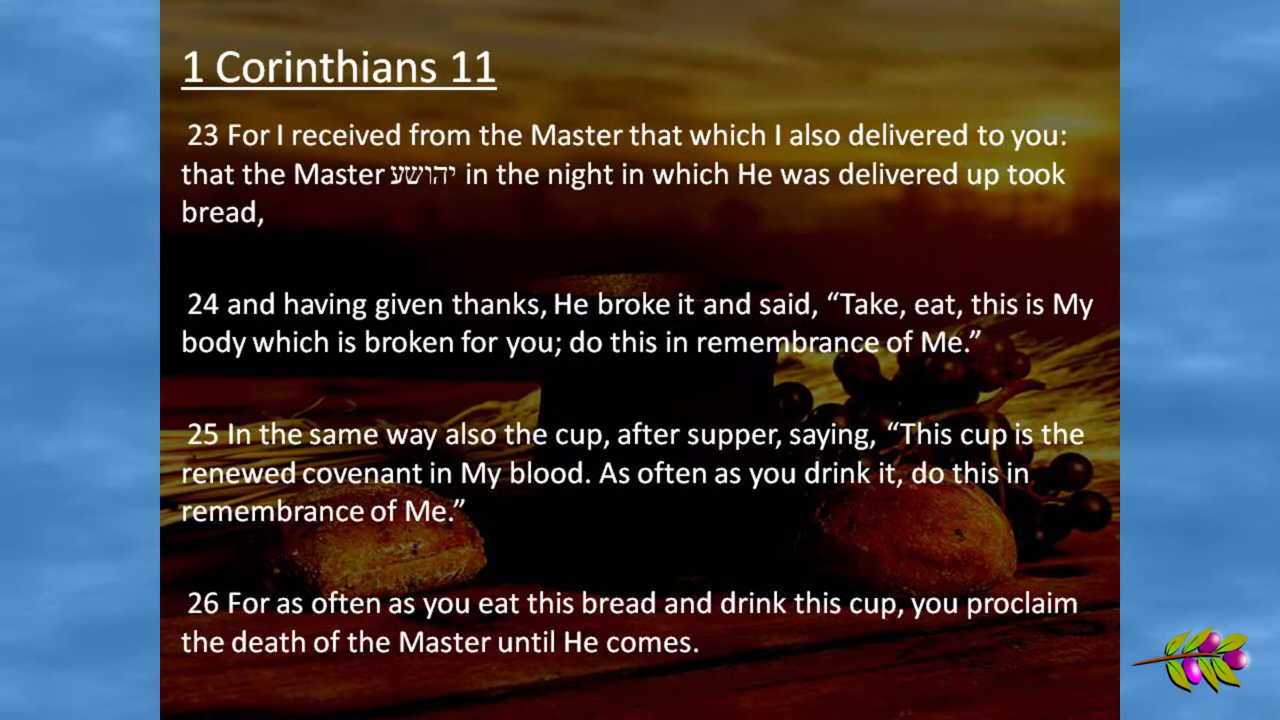 1 Corinthians 11
23 For I received from the Master that which I also delivered to you:
that the Master יהושע in the night in which He was delivered up took
bread,
24 and having given thanks, He broke it and said, “Take, eat, this is My
body which is broken for you; do this in remembrance of Me.”
25 In the same way also the cup, after supper, saying, “This cup is the
renewed covenant in My blood. As often as you drink it, do this in
remembrance of Me.”
26 For as often as you eat this bread and drink this cup, you proclaim
the death of the Master until He comes.